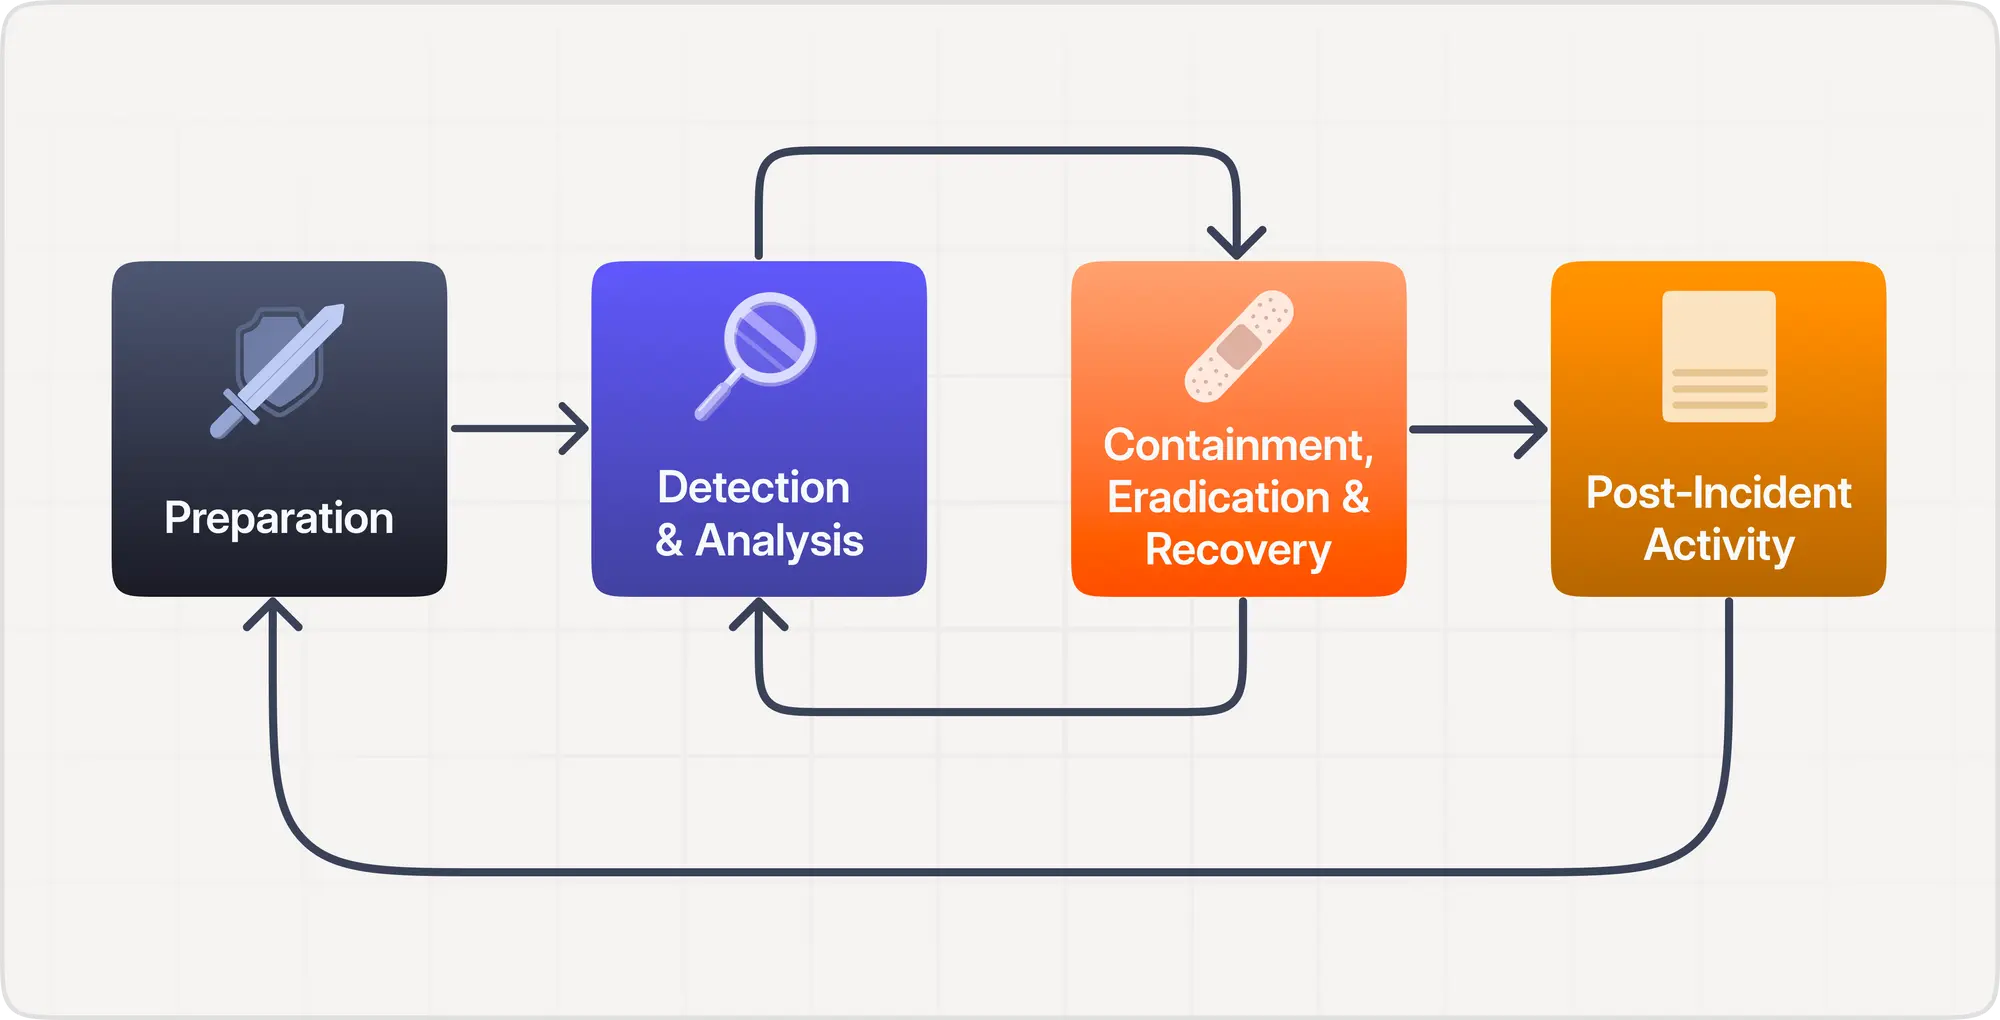 Preparation
Detection
& Analysis
Containment,
Eradication &
Recovery
Post-Incident
Activity